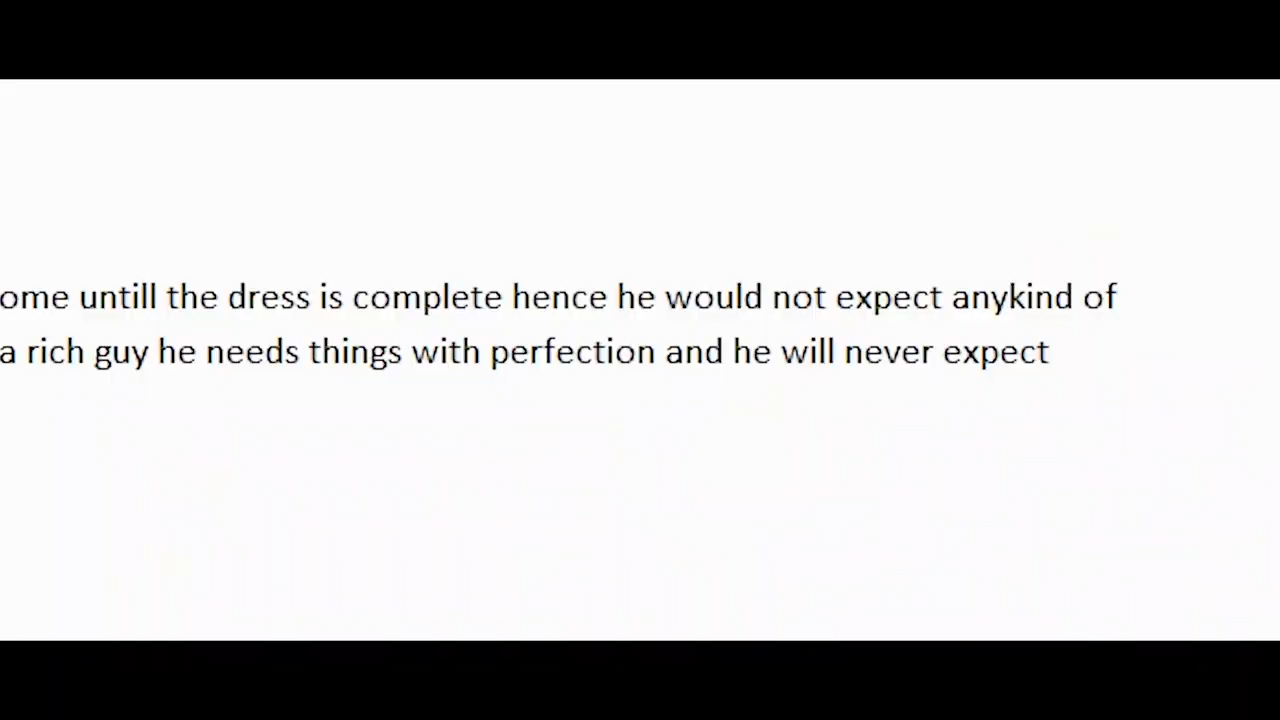 ome untill the dress is complete hence he would not expect anykind of
a rich guy he needs things with perfection and he will never expect